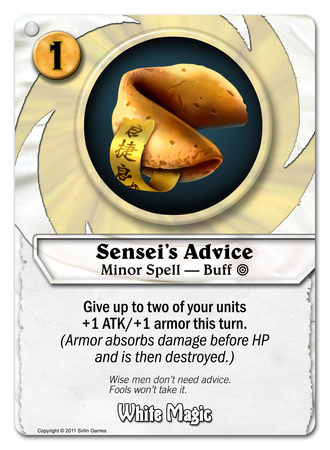 1
捷
Sensei's Advice
Minor Spell — Buff ◎
Give up to two of your units
+1 ATK/+1 armor this turn.
(Armor absorbs damage before HP
and is then destroyed.)
Wise men don't need advice.
Fools won't take it.
White Magic
Copyright © 2011 Sirlin Games